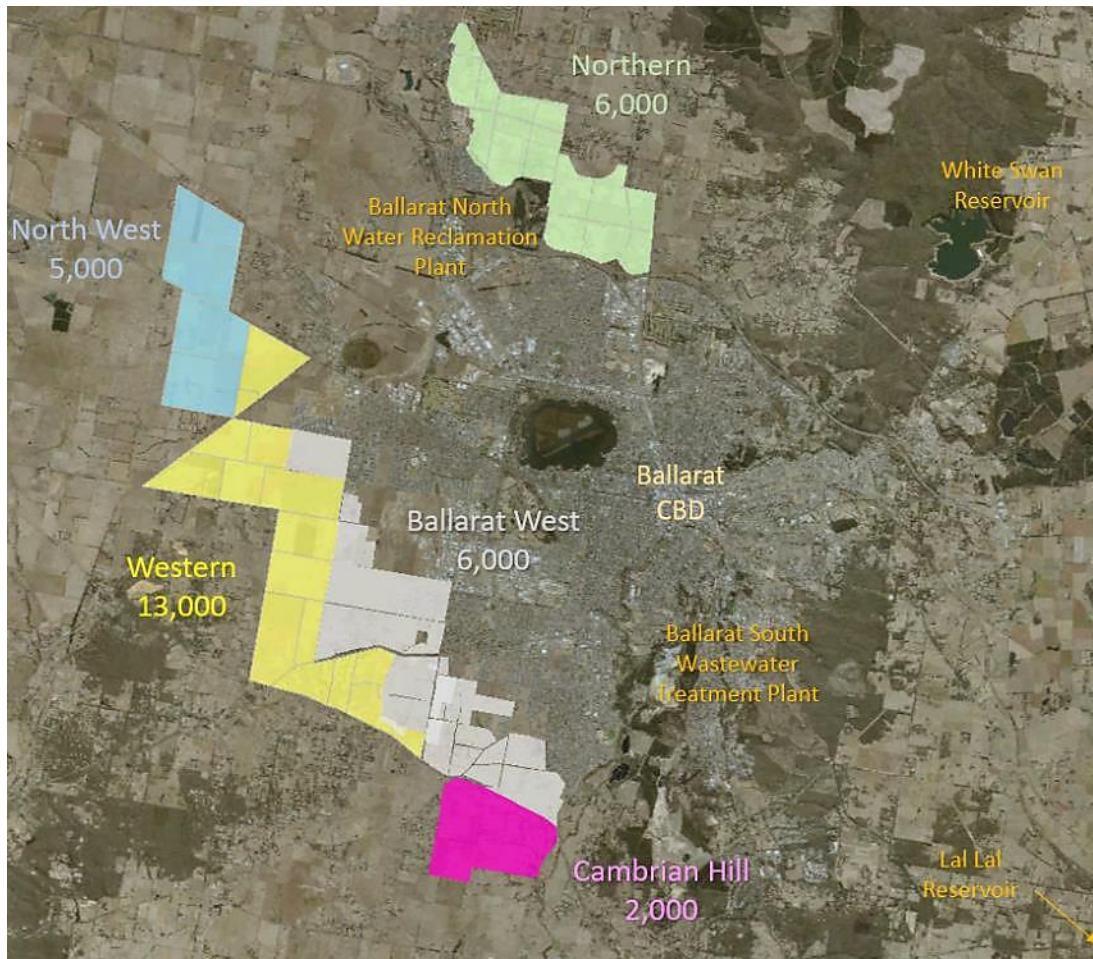 Northern
6,000
White Swan
Reservoir
Ballarat North
Water Reclamation
Plant
North West
5,000
Ballarat
CBD
Ballarat West
6,000
Western
13,000
Ballarat South
Wastewater
Treatment Plant
Cambrian Hill
2,000
Lal Lal
Reservoir